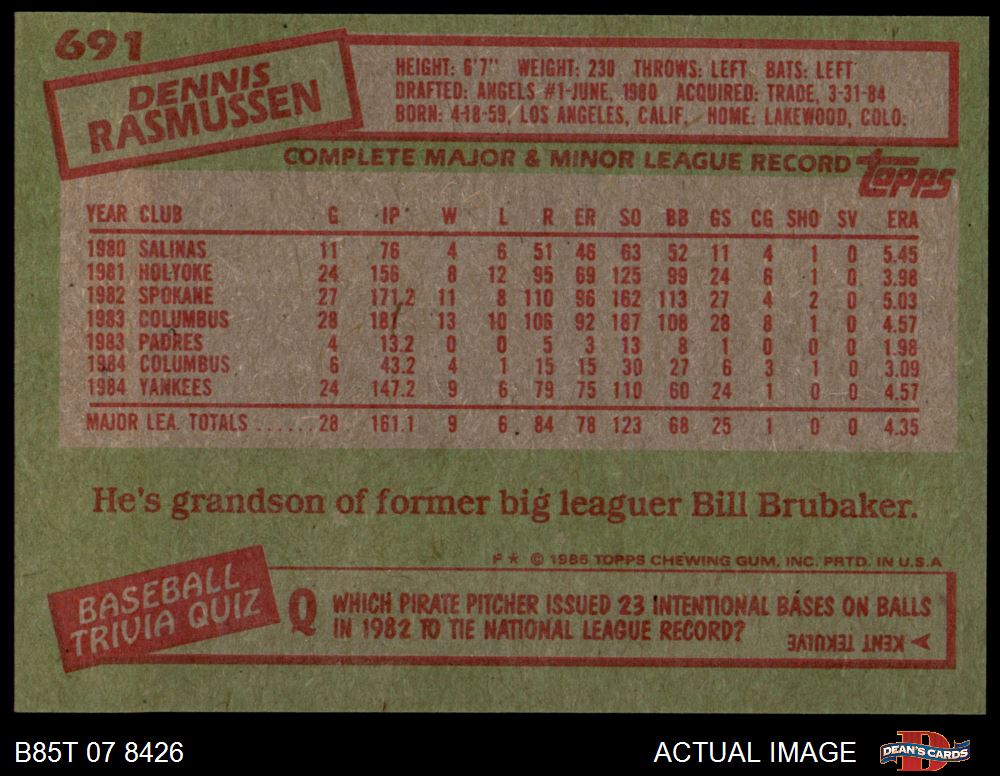 691
DENNIS
RASMUSSEN
HEIGHT: 6'7" WEIGHT: 230 THROWS: LEFT BATS: LEFT
DRAFTED: ANGELS #1-JUNE, 1980 ACQUIRED: TRADE, 3-31-84
BORN: 4-18-59, LOS ANGELES, CALIF. HOME: LAKEWOOD, COLO.
COMPLETE MAJOR & MINOR LEAGUE RECORD
TOPPS
YEAR CLUB G IP W L R ER SO BB GS CG SHO SV ERA
1980 SALINAS 11 76 4 6 51 46 63 52 11 4 1 0 5.45
1981 HOLYOKE 24 156 8 12 95 69 125 99 24 6 1 0 3.98
1982 SPOKANE 27 171.2 11 8 110 96 162 113 27 4 2 0 5.03
1983 COLUMBUS 28 181 13 10 106 92 187 108 28 8 1 0 4.57
1983 PADRES 4 13.2 0 0 5 3 13 8 1 0 0 0 1.98
1984 COLUMBUS 6 43.2 4 1 15 15 30 27 6 3 1 0 3.09
1984 YANKEES 24 147.2 9 6 79 75 110 60 24 1 0 0 4.57
MAJOR LEA. TOTALS ......28 161.1 9 6 84 78 123 68 25 1 0 0 4.35
He's grandson of former big leaguer Bill Brubaker.
F ★ © 1985 TOPPS CHEWING GUM, INC. PRTD. IN U.S.A
BASEBALL
TRIVIA QUIZ
Q WHICH PIRATE PITCHER ISSUED 23 INTENTIONAL BASES ON BALLS
IN 1982 TO TIE NATIONAL LEAGUE RECORD?
A KENT TEKULVE
B85T 07 8426
ACTUAL IMAGE
D
DEAN'S CARDS